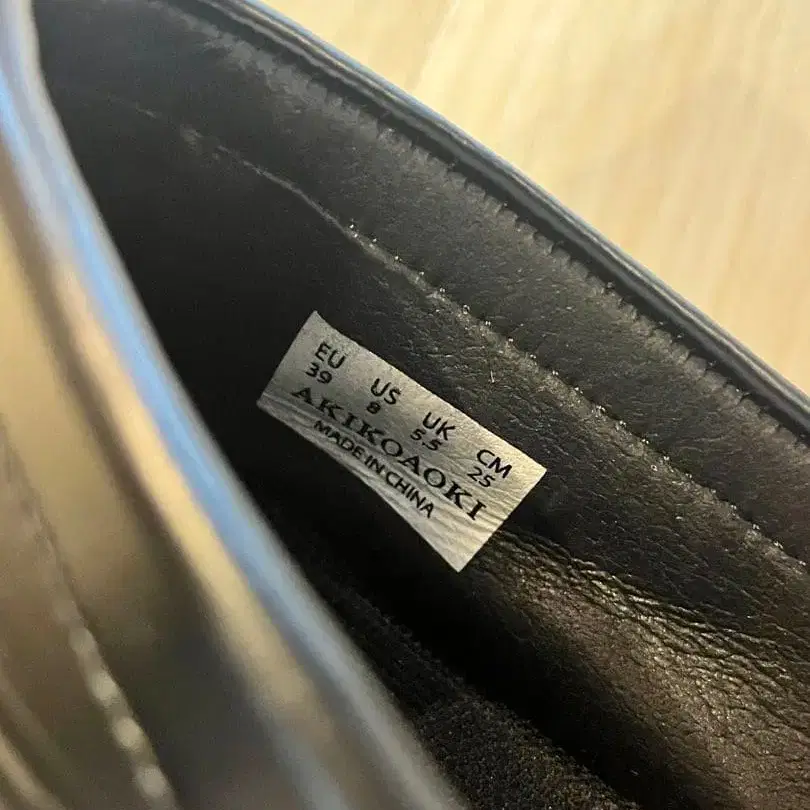 EU US UK CM
39 8 5.5 25
AKIKOAOKI
MADE IN CHINA